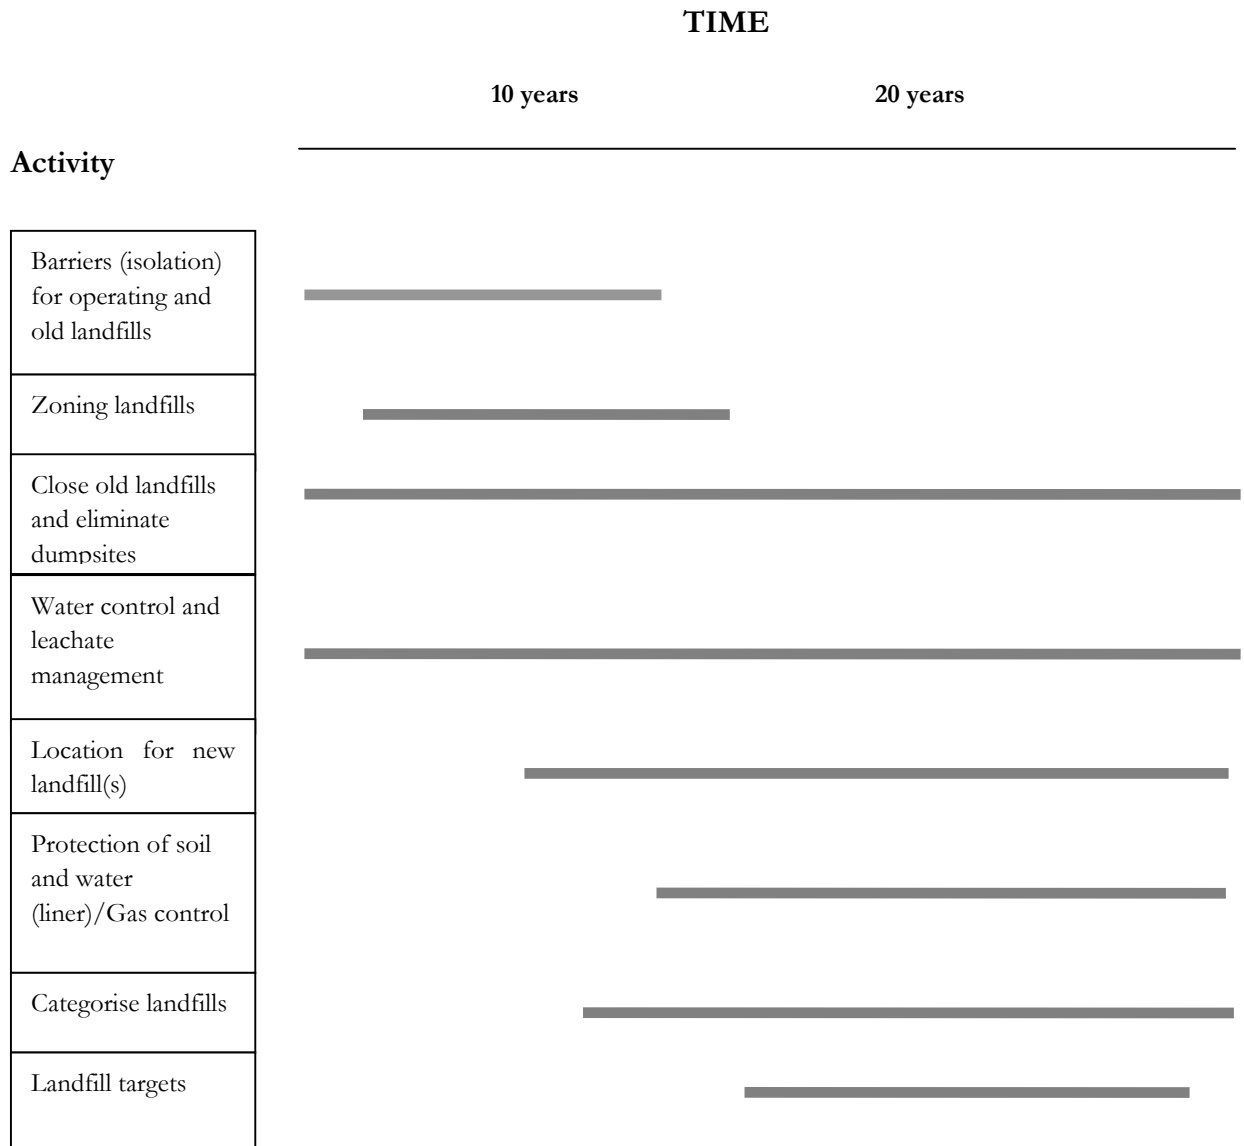 TIME
10 years 20 years
Activity
Barriers (isolation)
for operating and
old landfills
Zoning landfills
Close old landfills
and eliminate
dumpsites
Water control and
leachate
management
Location for new
landfill(s)
Protection of soil
and water
(liner)/Gas control
Categorise landfills
Landfill targets